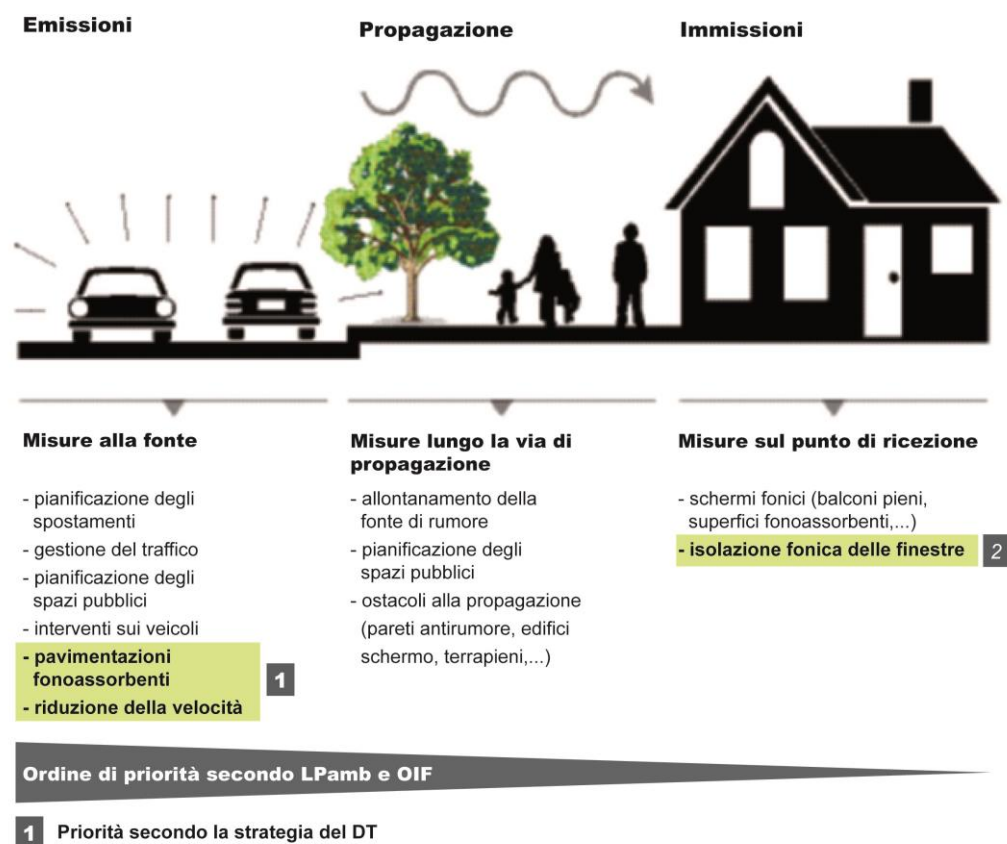 Emissioni
Propagazione
Immissioni
Misure alla fonte
- pianificazione degli
spostamenti
- gestione del traffico
- pianificazione degli
spazi pubblici
- interventi sui veicoli
- pavimentazioni
fonoassorbenti
- riduzione della velocità
1
Misure lungo la via di
propagazione
- allontanamento della
fonte di rumore
- pianificazione degli
spazi pubblici
- ostacoli alla propagazione
(pareti antirumore, edifici
schermo, terrapieni,...)
Misure sul punto di ricezione
- schermi fonici (balconi pieni,
superfici fonoassorbenti,...)
- isolazione fonica delle finestre
2
Ordine di priorità secondo LPamb e OIF
1 Priorità secondo la strategia del DT